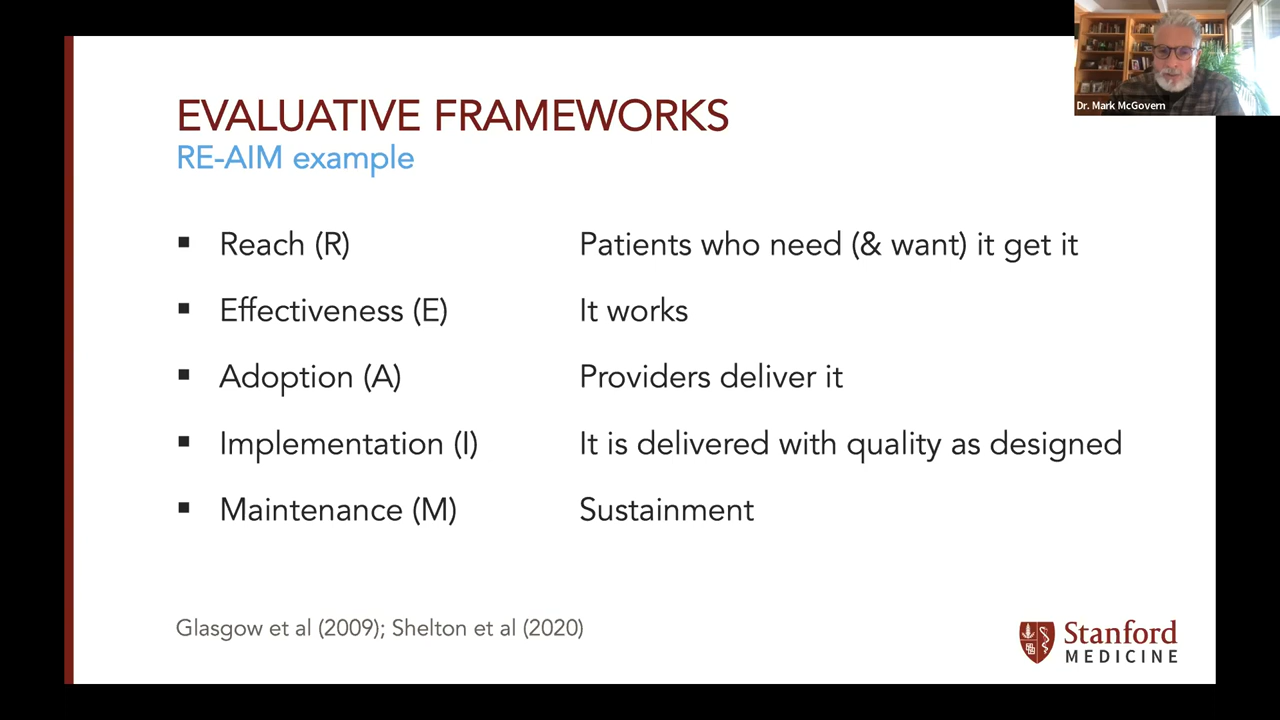 Dr. Mark McGovern
EVALUATIVE FRAMEWORKS
RE-AIM example
▪ Reach (R) Patients who need (& want) it get it
▪ Effectiveness (E) It works
▪ Adoption (A) Providers deliver it
▪ Implementation (I) It is delivered with quality as designed
▪ Maintenance (M) Sustainment
Glasgow et al (2009); Shelton et al (2020)
Stanford
MEDICINE